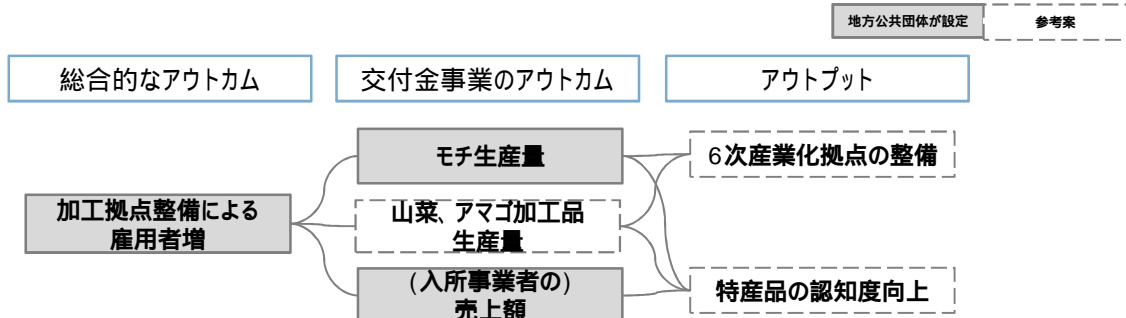 地方公共団体が設定
参考案
総合的なアウトカム
交付金事業のアウトカム
アウトプット
モチ生産量
6次産業化拠点の整備
加工拠点整備による
雇用者増
山菜、アマゴ加工品
生産量
(入所事業者の)
売上額
特産品の認知度向上